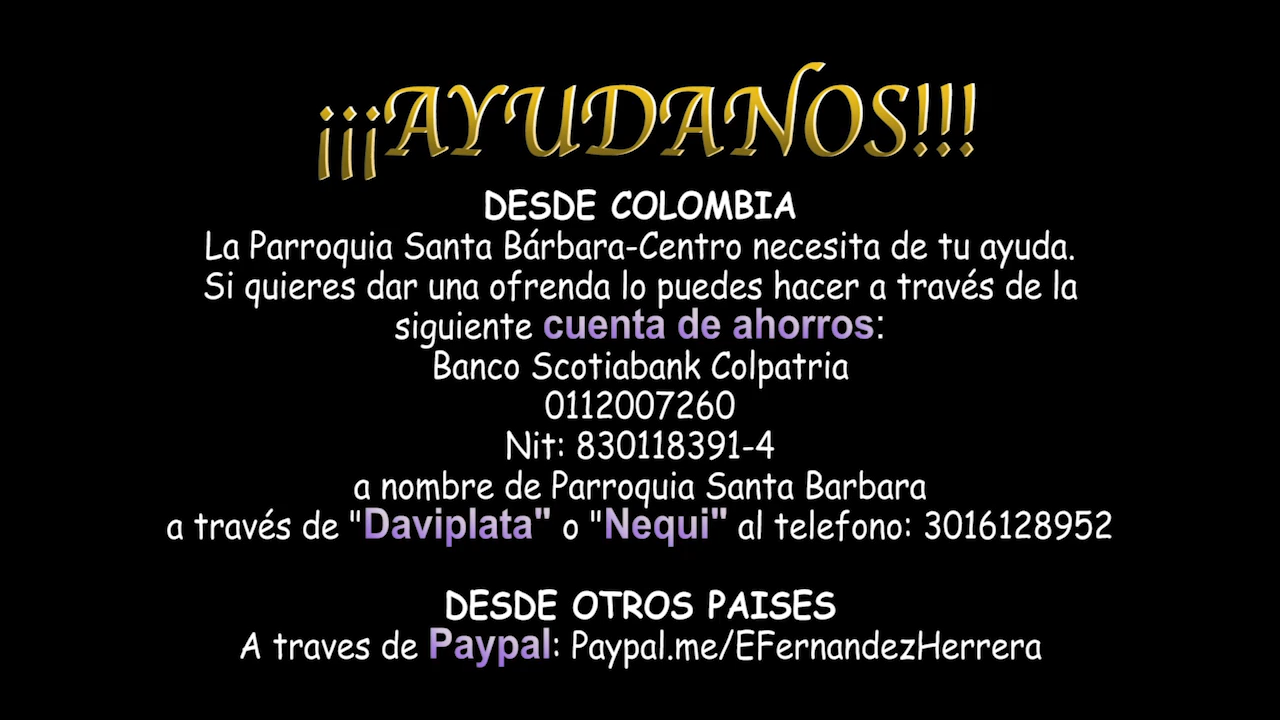 ¡¡¡AYUDANOS!!!
DESDE COLOMBIA
La Parroquia Santa Bárbara-Centro necesita de tu ayuda.
Si quieres dar una ofrenda lo puedes hacer a través de la
siguiente cuenta de ahorros:
Banco Scotiabank Colpatria
0112007260
Nit: 830118391-4
a nombre de Parroquia Santa Barbara
a través de "Daviplata" o "Nequi" al telefono: 3016128952
DESDE OTROS PAISES
A traves de Paypal: Paypal.me/EFernandezHerrera